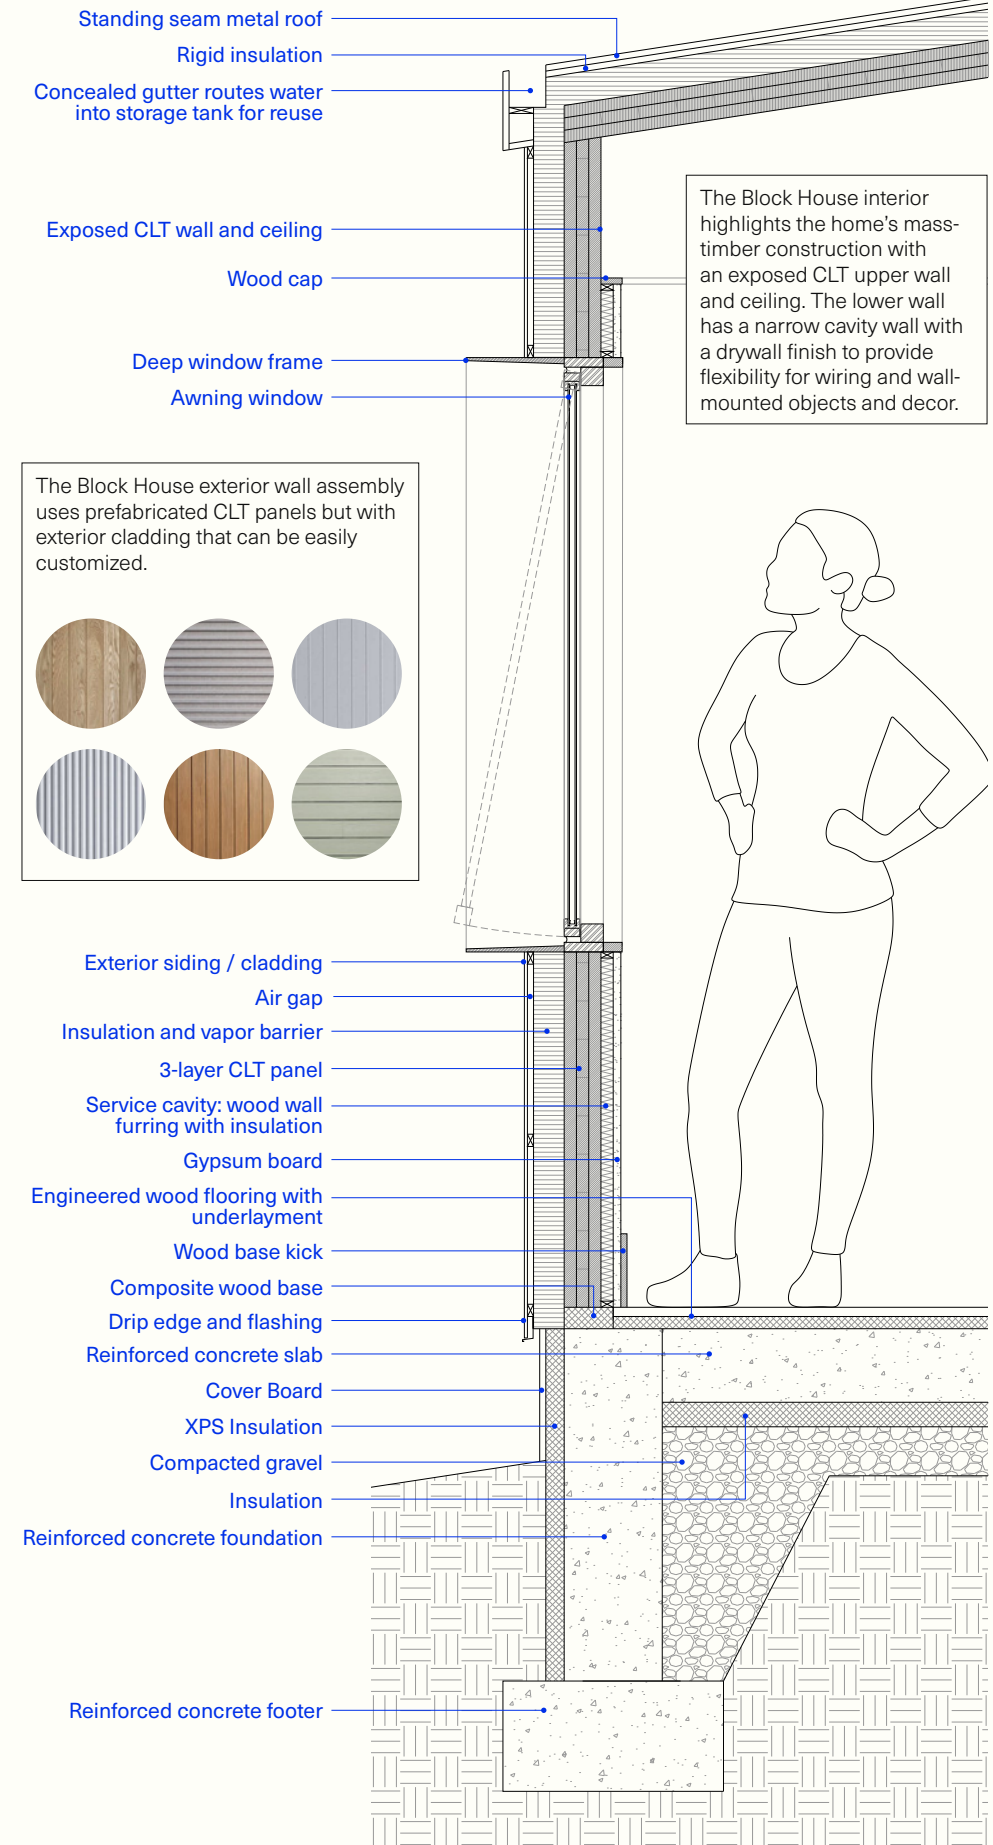 Standing seam metal roof
Rigid insulation
Concealed gutter routes water
into storage tank for reuse
Exposed CLT wall and ceiling
Wood cap
The Block House interior
highlights the home’s mass-
timber construction with
an exposed CLT upper wall
and ceiling. The lower wall
has a narrow cavity wall with
a drywall finish to provide
flexibility for wiring and wall-
mounted objects and decor.
Deep window frame
Awning window
The Block House exterior wall assembly
uses prefabricated CLT panels but with
exterior cladding that can be easily
customized.
Exterior siding / cladding
Air gap
Insulation and vapor barrier
3-layer CLT panel
Service cavity: wood wall
furring with insulation
Gypsum board
Engineered wood flooring with
underlayment
Wood base kick
Composite wood base
Drip edge and flashing
Reinforced concrete slab
Cover Board
XPS Insulation
Compacted gravel
Insulation
Reinforced concrete foundation
Reinforced concrete footer